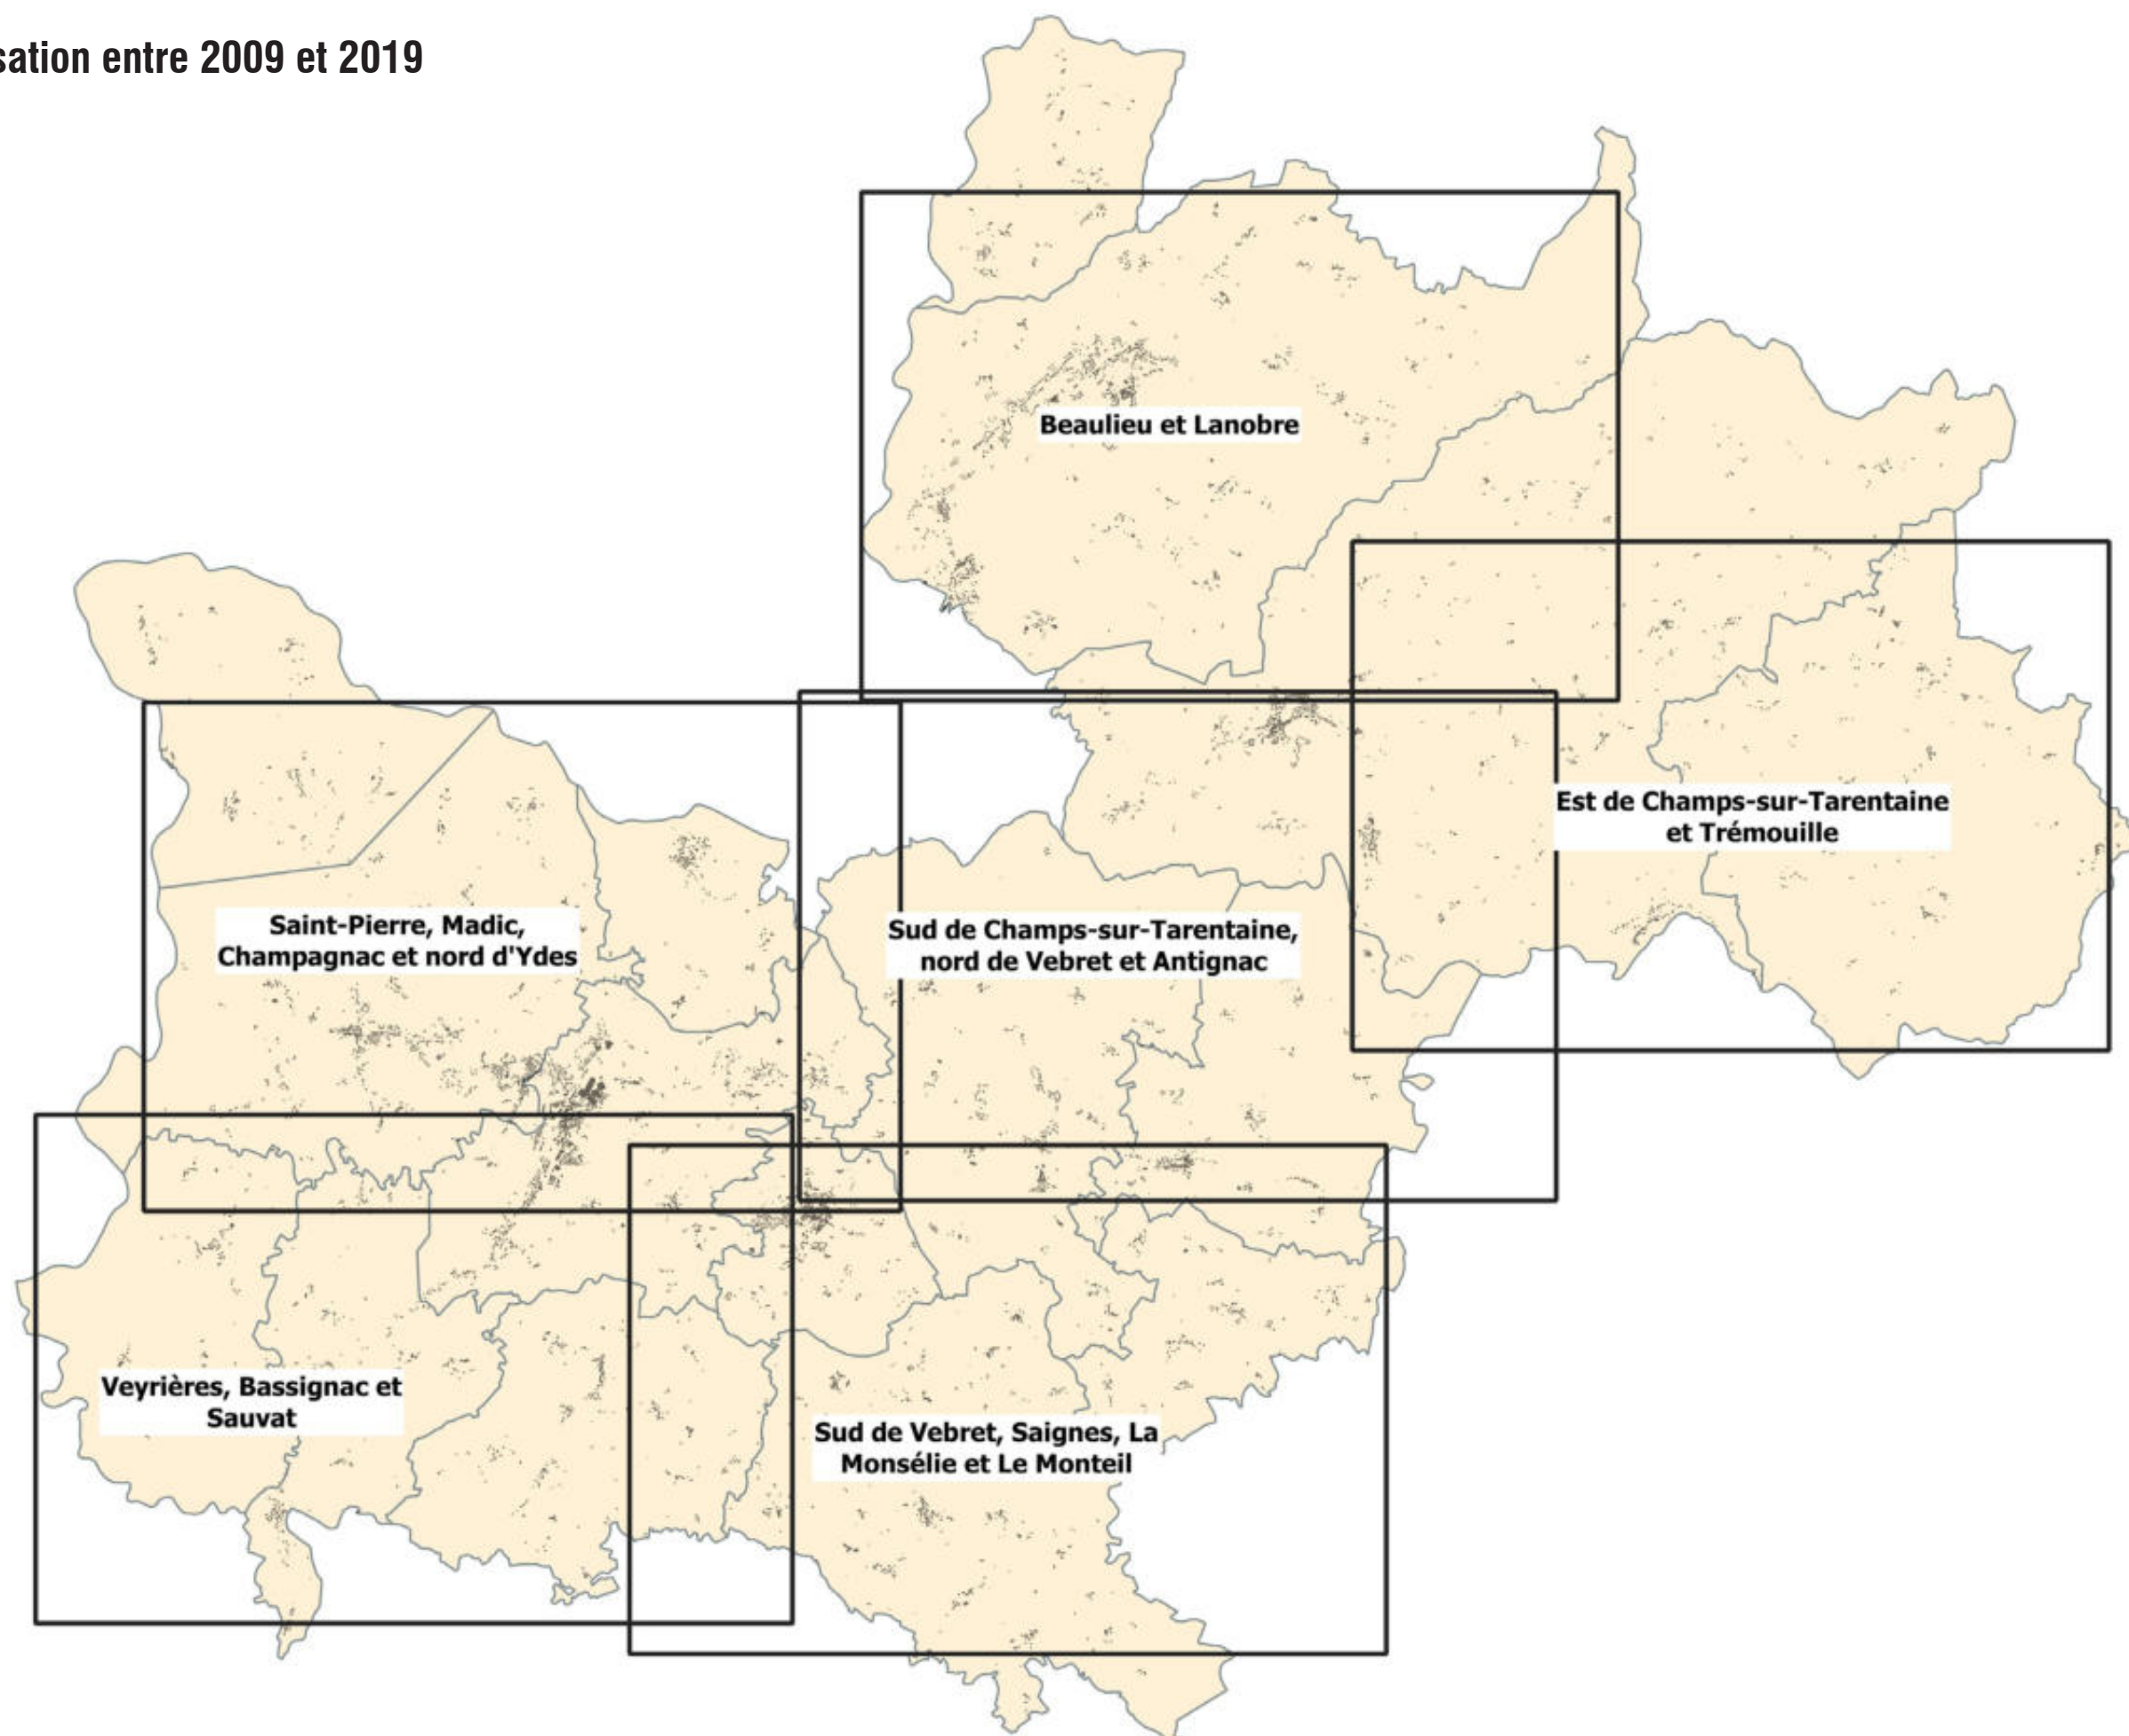 sation entre 2009 et 2019
Beaulieu et Lanobre
Est de Champs-sur-Tarentaine
et Trémouille
Saint-Pierre, Madic,
Champagnac et nord d'Ydes
Sud de Champs-sur-Tarentaine,
nord de Vebret et Antignac
Veyrières, Bassignac et
Sauvat
Sud de Vebret, Saignes, La
Monsélie et Le Monteil